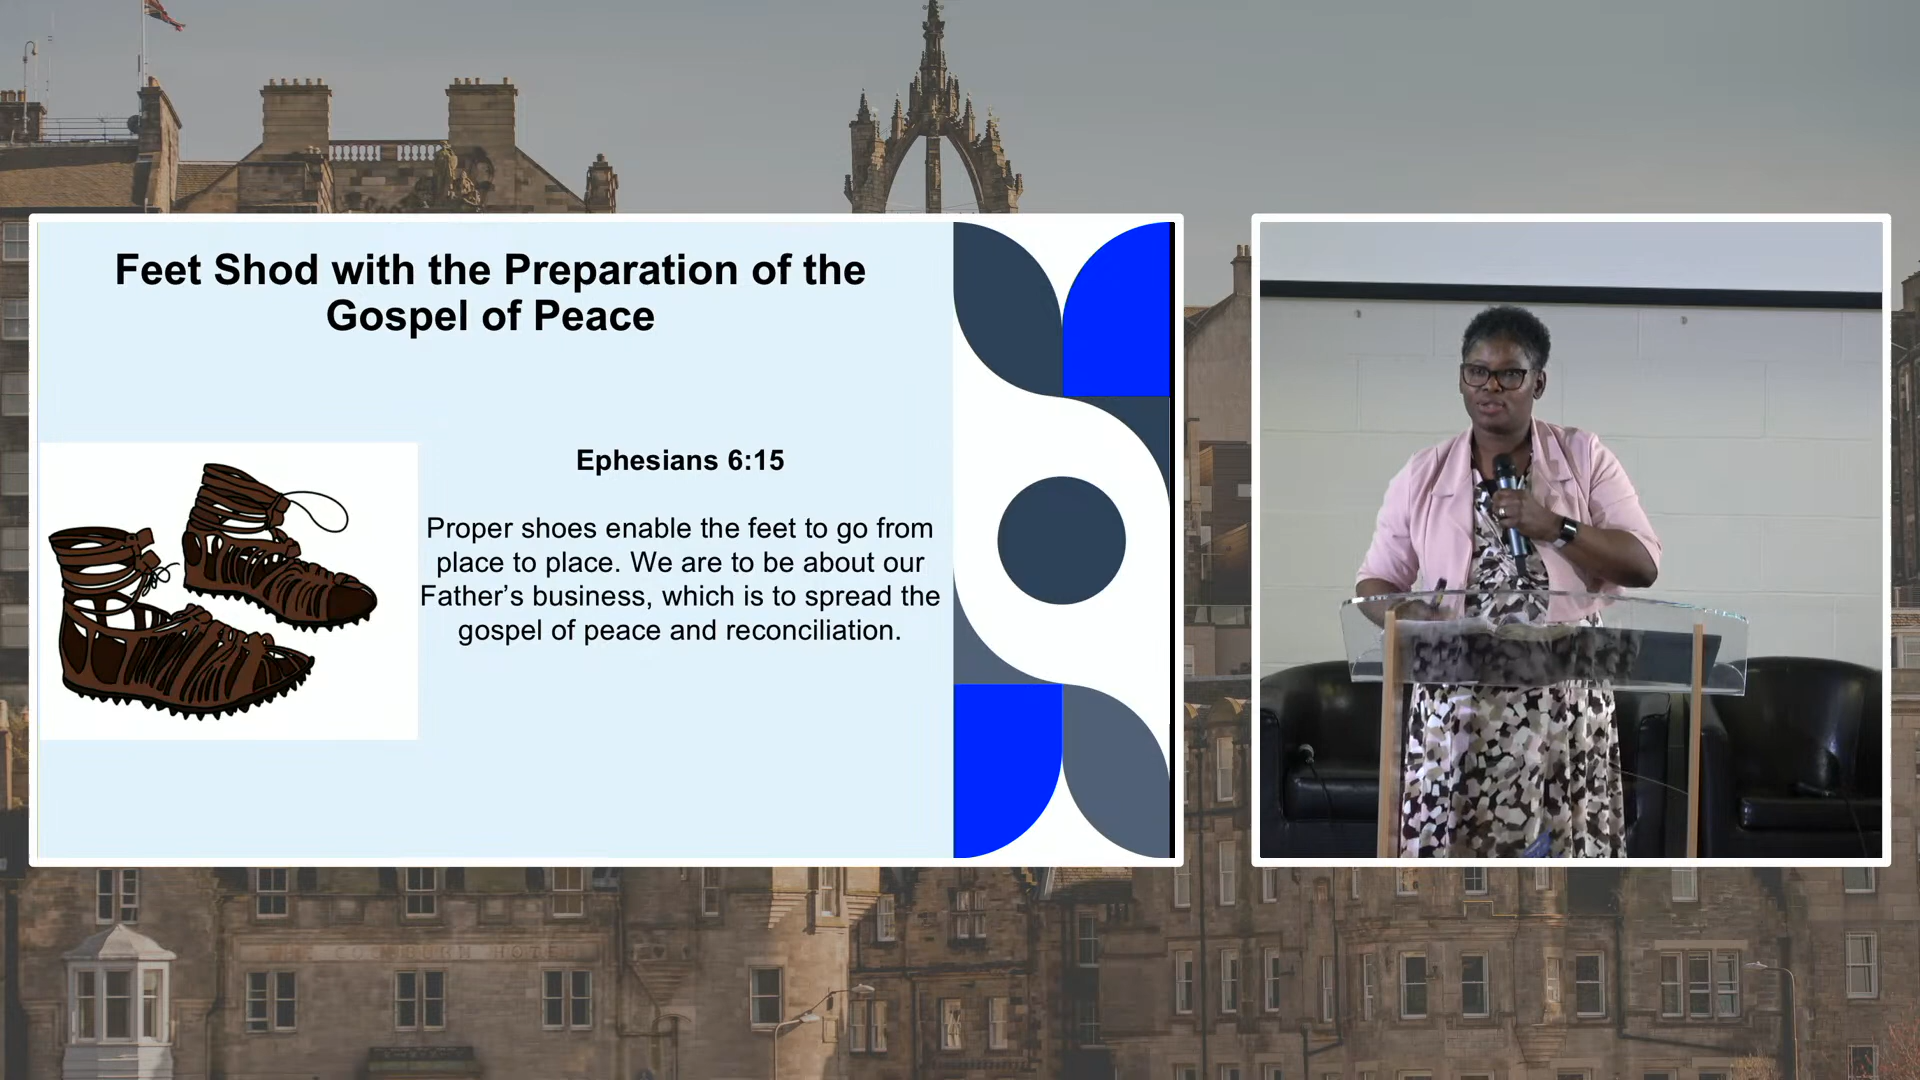 Feet Shod with the Preparation of the
Gospel of Peace
Ephesians 6:15
Proper shoes enable the feet to go from
place to place. We are to be about our
Father’s business, which is to spread the
gospel of peace and reconciliation.
COCKBURN HOTEL